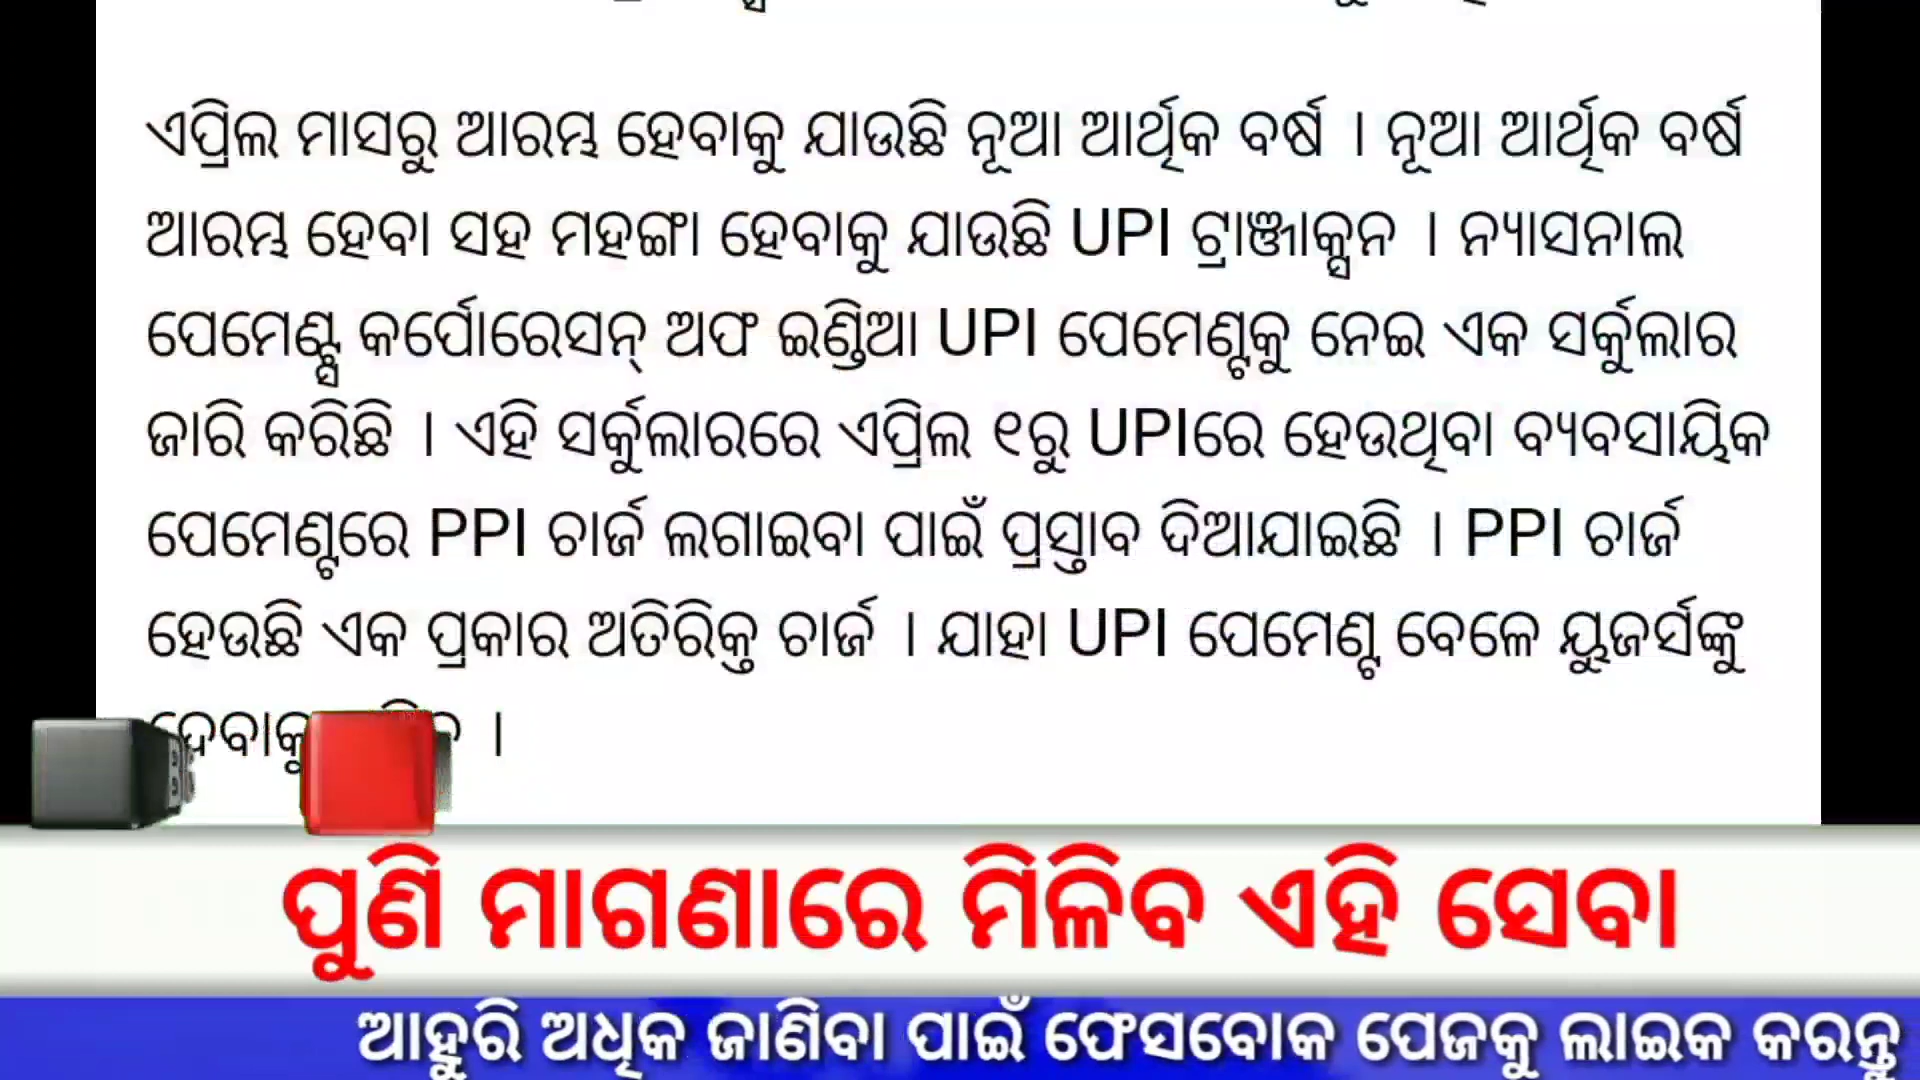 ଏପ୍ରିଲ ମାସରୁ ଆରମ୍ଭ ହେବାକୁ ଯାଉଛି ନୂଆ ଆର୍ଥିକ ବର୍ଷ । ନୂଆ ଆର୍ଥିକ ବର୍ଷ
ଆରମ୍ଭ ହେବା ସହ ମହଙ୍ଗା ହେବାକୁ ଯାଉଛି UPI ଟ୍ରାଞ୍ଜାକ୍ସନ । ନ୍ୟାସନାଲ
ପେମେଣ୍ଟ୍ସ କର୍ପୋରେସନ୍ ଅଫ ଇଣ୍ଡିଆ UPI ପେମେଣ୍ଟକୁ ନେଇ ଏକ ସର୍କୁଲାର
ଜାରି କରିଛି । ଏହି ସର୍କୁଲାରରେ ଏପ୍ରିଲ ୧ରୁ UPIରେ ହେଉଥିବା ବ୍ୟବସାୟିକ
ପେମେଣ୍ଟରେ PPI ଚାର୍ଜ ଲଗାଇବା ପାଇଁ ପ୍ରସ୍ତାବ ଦିଆଯାଇଛି । PPI ଚାର୍ଜ
ହେଉଛି ଏକ ପ୍ରକାର ଅତିରିକ୍ତ ଚାର୍ଜ । ଯାହା UPI ପେମେଣ୍ଟ ବେଳେ ୟୁଜର୍ସଙ୍କୁ
ଦେବାକୁ ।
ପୁଣି ମାଗଣାରେ ମିଳିବ ଏହି ସେବା
ଆହୁରି ଅଧିକ ଜାଣିବା ପାଇଁ ଫେସବୋକ ପେଜକୁ ଲାଇକ କରନ୍ତୁ